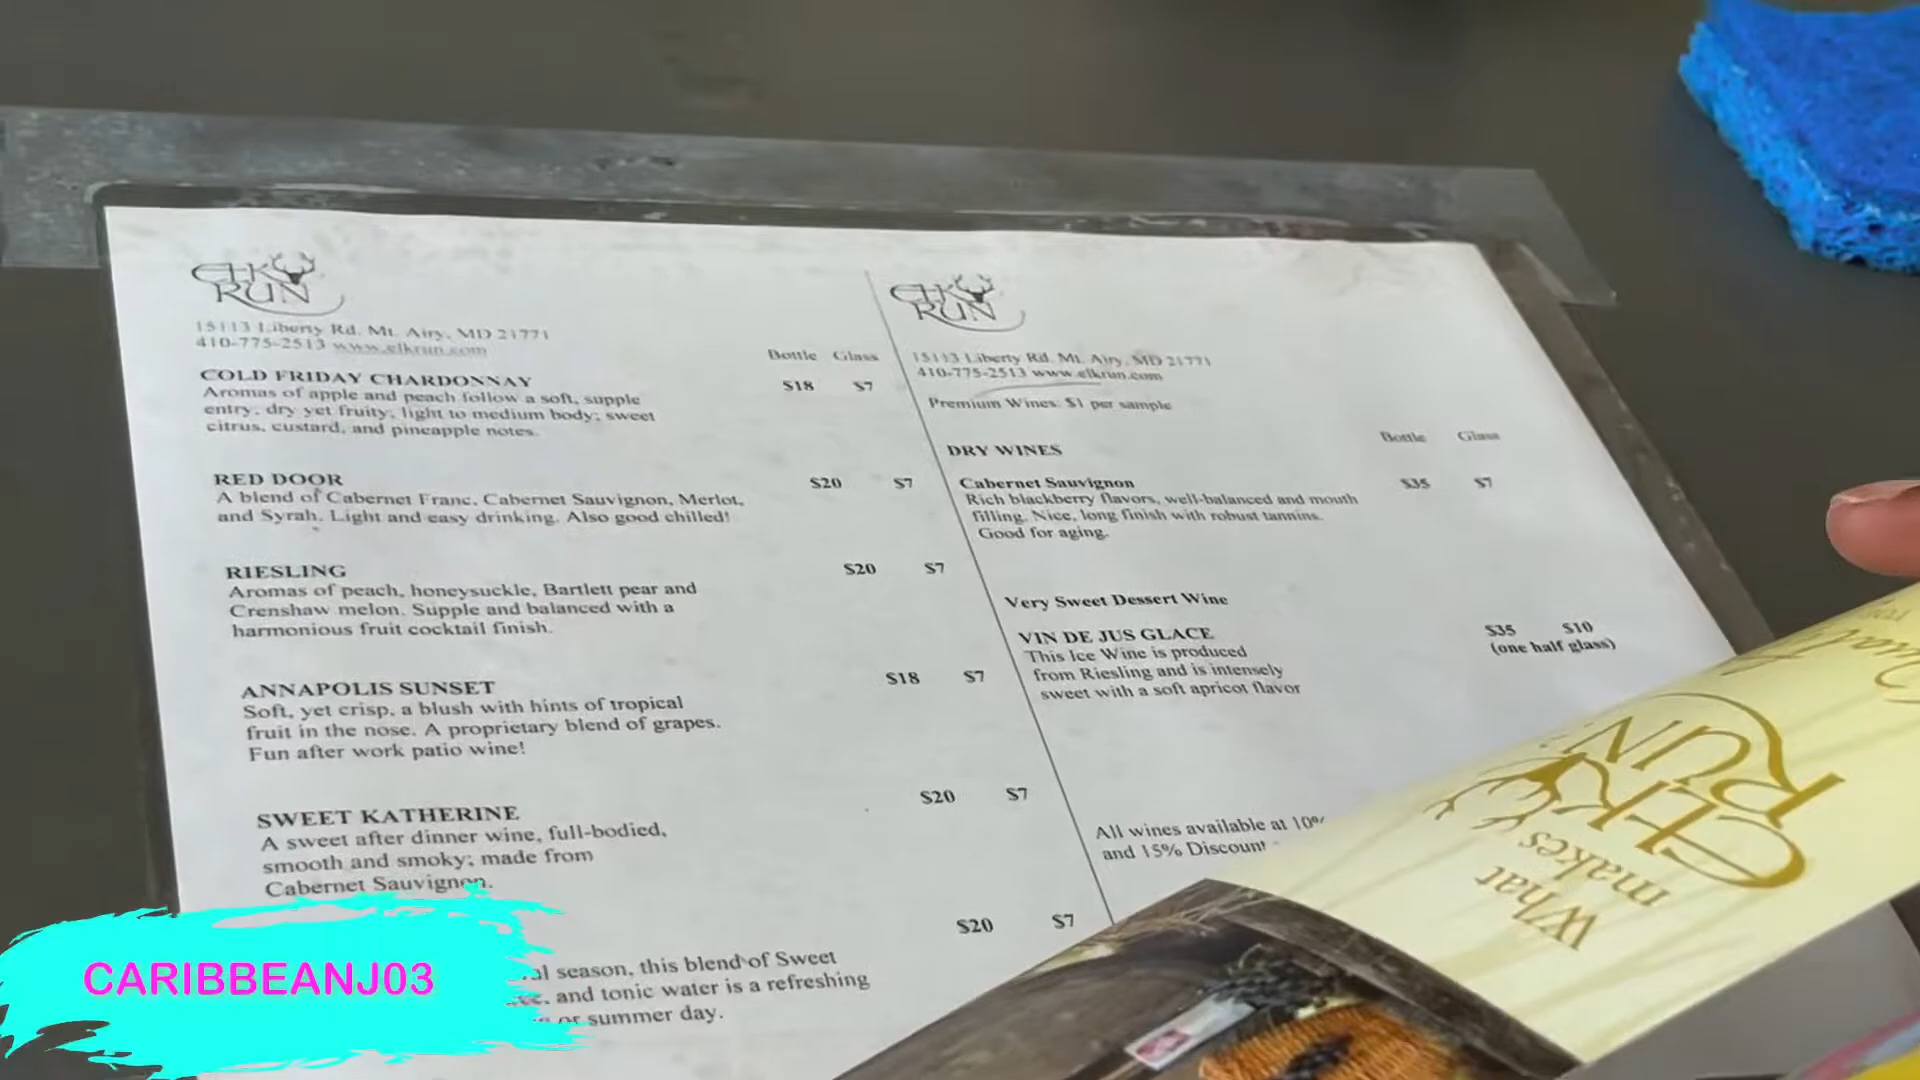 ELK
RUN
15113 Liberty Rd. Mt. Airy, MD 21771
410-775-2513 www.elkrun.com
Bottle Glass
COLD FRIDAY CHARDONNAY $18 $7
Aromas of apple and peach follow a soft, supple
entry, dry yet fruity; light to medium body; sweet
citrus, custard, and pineapple notes.
RED DOOR $20 $7
A blend of Cabernet Franc, Cabernet Sauvignon, Merlot,
and Syrah. Light and easy drinking. Also good chilled!
RIESLING $20 $7
Aromas of peach, honeysuckle, Bartlett pear and
Crenshaw melon. Supple and balanced with a
harmonious fruit cocktail finish.
ANNAPOLIS SUNSET $18 $7
Soft, yet crisp, a blush with hints of tropical
fruit in the nose. A proprietary blend of grapes.
Fun after work patio wine!
SWEET KATHERINE $20 $7
A sweet after dinner wine, full-bodied,
smooth and smoky; made from
Cabernet Sauvignon.
$20 $7
season, this blend of Sweet
and tonic water is a refreshing
or summer day.
ELK
RUN
15113 Liberty Rd. Mt. Airy, MD 21771
410-775-2513 www.elkrun.com
Premium Wines: $1 per sample
Bottle Glass
DRY WINES
Cabernet Sauvignon $35 $7
Rich blackberry flavors, well-balanced and mouth
filling. Nice, long finish with robust tannins.
Good for aging.
Very Sweet Dessert Wine
VIN DE JUS GLACE $35 $10
(one half glass)
This Ice Wine is produced
from Riesling and is intensely
sweet with a soft apricot flavor
All wines available at 10%
and 15% Discount
What
makes
ELK
RUN
CARIBBEANJ03